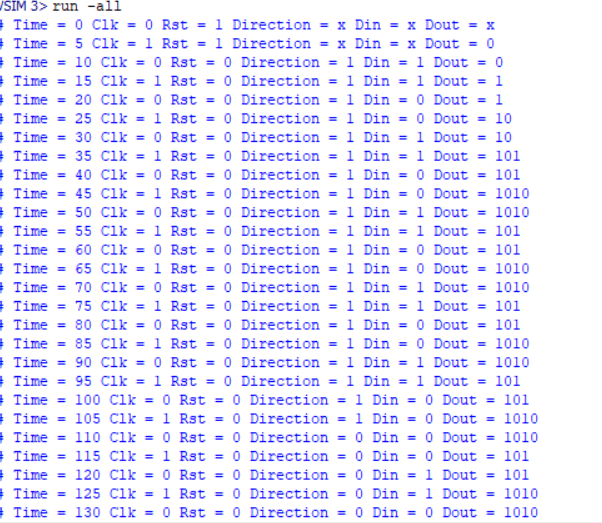 VSIM 3> run -all
# Time = 0 Clk = 0 Rst = 1 Direction = x Din = x Dout = x
# Time = 5 Clk = 1 Rst = 1 Direction = x Din = x Dout = 0
# Time = 10 Clk = 0 Rst = 0 Direction = 1 Din = 1 Dout = 0
# Time = 15 Clk = 1 Rst = 0 Direction = 1 Din = 1 Dout = 1
# Time = 20 Clk = 0 Rst = 0 Direction = 1 Din = 0 Dout = 1
# Time = 25 Clk = 1 Rst = 0 Direction = 1 Din = 0 Dout = 10
# Time = 30 Clk = 0 Rst = 0 Direction = 1 Din = 1 Dout = 10
# Time = 35 Clk = 1 Rst = 0 Direction = 1 Din = 1 Dout = 101
# Time = 40 Clk = 0 Rst = 0 Direction = 1 Din = 0 Dout = 101
# Time = 45 Clk = 1 Rst = 0 Direction = 1 Din = 0 Dout = 1010
# Time = 50 Clk = 0 Rst = 0 Direction = 1 Din = 1 Dout = 1010
# Time = 55 Clk = 1 Rst = 0 Direction = 1 Din = 1 Dout = 101
# Time = 60 Clk = 0 Rst = 0 Direction = 1 Din = 0 Dout = 101
# Time = 65 Clk = 1 Rst = 0 Direction = 1 Din = 0 Dout = 1010
# Time = 70 Clk = 0 Rst = 0 Direction = 1 Din = 1 Dout = 1010
# Time = 75 Clk = 1 Rst = 0 Direction = 1 Din = 1 Dout = 101
# Time = 80 Clk = 0 Rst = 0 Direction = 1 Din = 0 Dout = 101
# Time = 85 Clk = 1 Rst = 0 Direction = 1 Din = 0 Dout = 1010
# Time = 90 Clk = 0 Rst = 0 Direction = 1 Din = 1 Dout = 1010
# Time = 95 Clk = 1 Rst = 0 Direction = 1 Din = 1 Dout = 101
# Time = 100 Clk = 0 Rst = 0 Direction = 1 Din = 0 Dout = 101
# Time = 105 Clk = 1 Rst = 0 Direction = 1 Din = 0 Dout = 1010
# Time = 110 Clk = 0 Rst = 0 Direction = 0 Din = 0 Dout = 1010
# Time = 115 Clk = 1 Rst = 0 Direction = 0 Din = 0 Dout = 101
# Time = 120 Clk = 0 Rst = 0 Direction = 0 Din = 1 Dout = 101
# Time = 125 Clk = 1 Rst = 0 Direction = 0 Din = 1 Dout = 1010
# Time = 130 Clk = 0 Rst = 0 Direction = 0 Din = 0 Dout = 1010